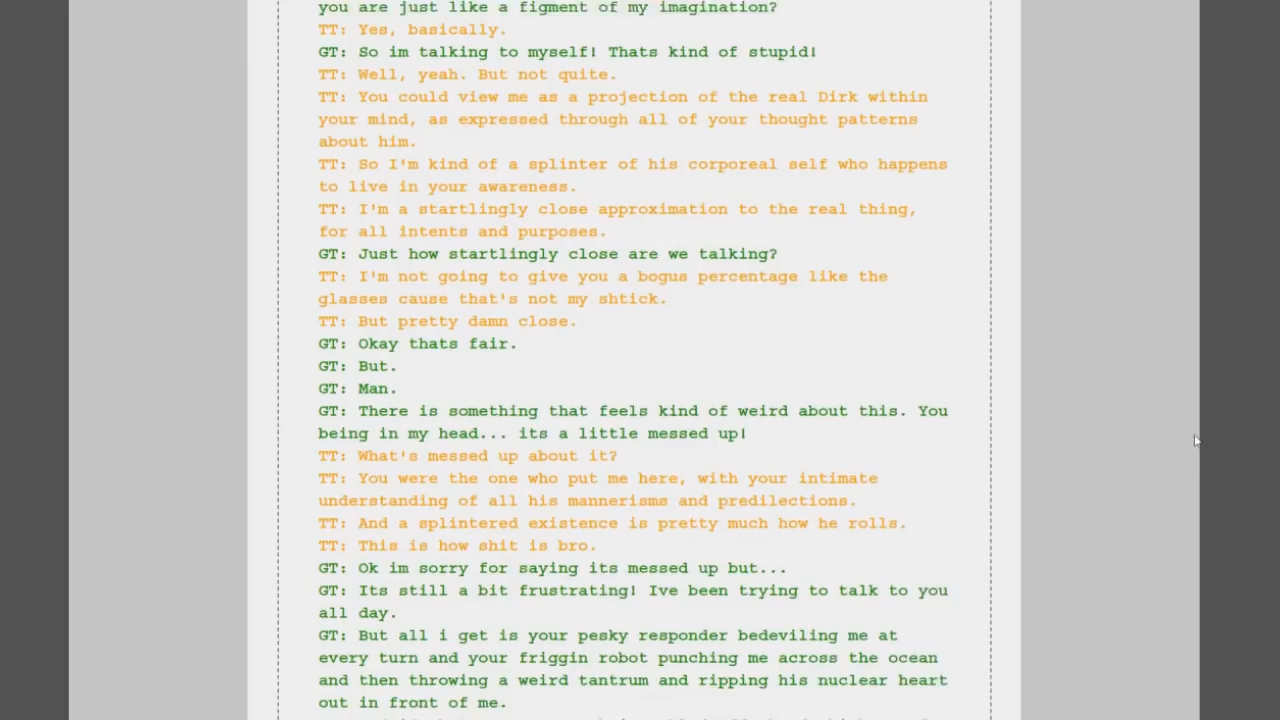 you are just like a figment of my imagination?
TT: Yes, basically.
GT: So im talking to myself! Thats kind of stupid!
TT: Well, yeah. But not quite.
TT: You could view me as a projection of the real Dirk within
your mind, as expressed through all of your thought patterns
about him.
TT: So I'm kind of a splinter of his corporeal self who happens
to live in your awareness.
TT: I'm a startlingly close approximation to the real thing,
for all intents and purposes.
GT: Just how startlingly close are we talking?
TT: I'm not going to give you a bogus percentage like the
glasses cause that's not my shtick.
TT: But pretty damn close.
GT: Okay thats fair.
GT: But.
GT: Man.
GT: There is something that feels kind of weird about this. You
being in my head... its a little messed up!
TT: What's messed up about it?
TT: You were the one who put me here, with your intimate
understanding of all his mannerisms and predilections.
TT: And a splintered existence is pretty much how he rolls.
TT: This is how shit is bro.
GT: Ok im sorry for saying its messed up but...
GT: Its still a bit frustrating! Ive been trying to talk to you
all day.
GT: But all i get is your pesky responder bedeviling me at
every turn and your friggin robot punching me across the ocean
and then throwing a weird tantrum and ripping his nuclear heart
out in front of me.